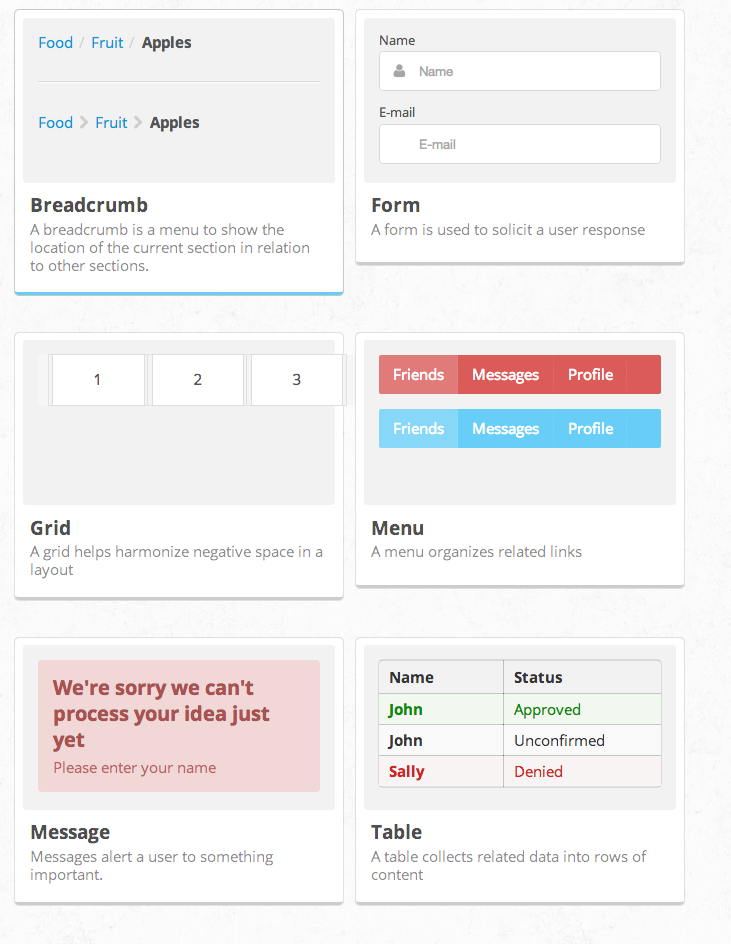 Food / Fruit / Apples
Food Fruit Apples
Breadcrumb
A breadcrumb is a menu to show the
location of the current section in relation
to other sections.
Name
Name
E-mail
E-mail
Form
A form is used to solicit a user response
1 2 3
Grid
A grid helps harmonize negative space in a
layout
Friends Messages Profile
Friends Messages Profile
Menu
A menu organizes related links
We're sorry we can't
process your idea just
yet
Please enter your name
Message
Messages alert a user to something
important.
Name Status
John Approved
John Unconfirmed
Sally Denied
Table
A table collects related data into rows of
content